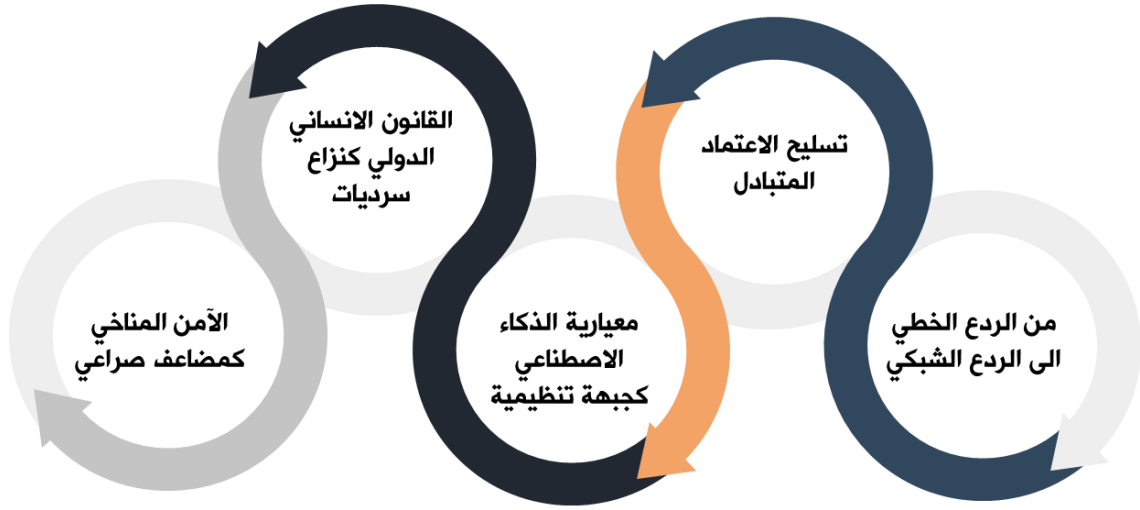 من الردع الخطي
الى الردع الشبكي
تسليح الاعتماد
المتبادل
معيارية الذكاء
الاصطناعي
كجبهة تنظيمية
القانون الانساني
الدولي كنزاع
سرديات
الآمن المناخي
كمضاعف صراعي